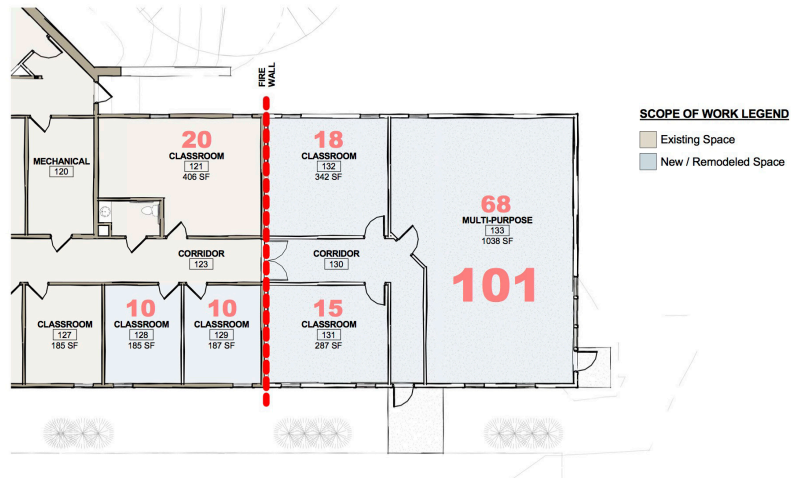 FIRE
WALL
SCOPE OF WORK LEGEND
Existing Space
New / Remodeled Space
MECHANICAL
120
20
CLASSROOM
121
406 SF
18
CLASSROOM
132
342 SF
68
MULTI-PURPOSE
133
1038 SF
101
CORRIDOR
123
CORRIDOR
130
CLASSROOM
127
185 SF
10
CLASSROOM
128
185 SF
10
CLASSROOM
129
187 SF
15
CLASSROOM
131
287 SF